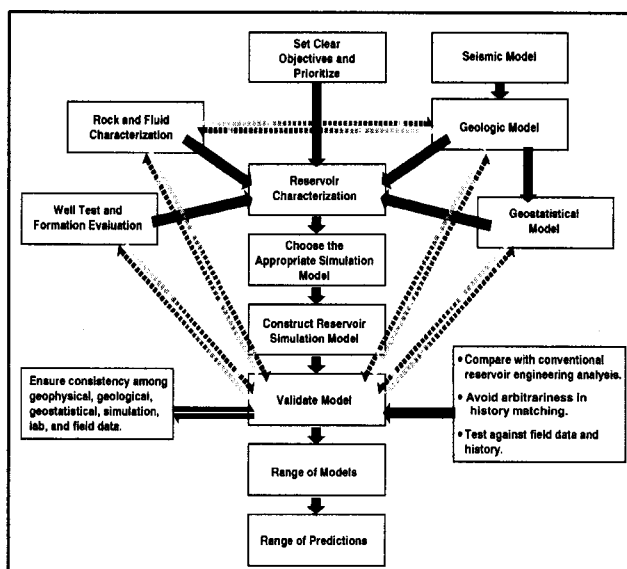 Set Clear
Objectives and
Prioritize
Seismic Model
Rock and Fluid
Characterization
Geologic Model
Reservoir
Characterization
Well Test and
Formation Evaluation
Geostatistical
Model
Choose the
Appropriate Simulation
Model
Construct Reservoir
Simulation Model
Ensure consistency among
geophysical, geological,
geostatistical, simulation,
lab, and field data.
Validate Model
• Compare with conventional
reservoir engineering analysis.
• Avoid arbitrariness in
history matching.
• Test against field data and
history.
Range of Models
Range of Predictions